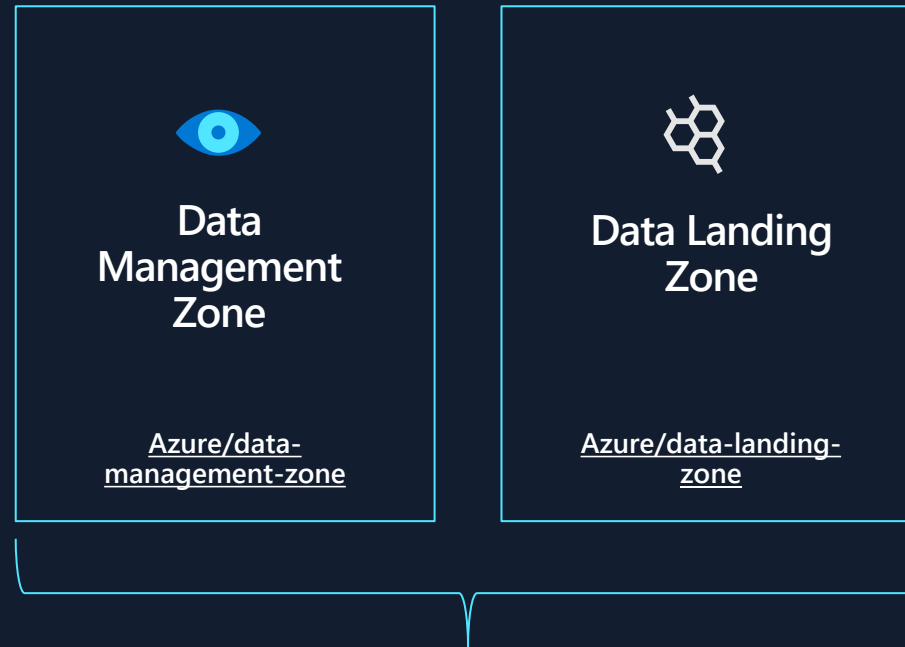 Data
Management
Zone
Azure/data-
management-zone
Data Landing
Zone
Azure/data-landing-
zone